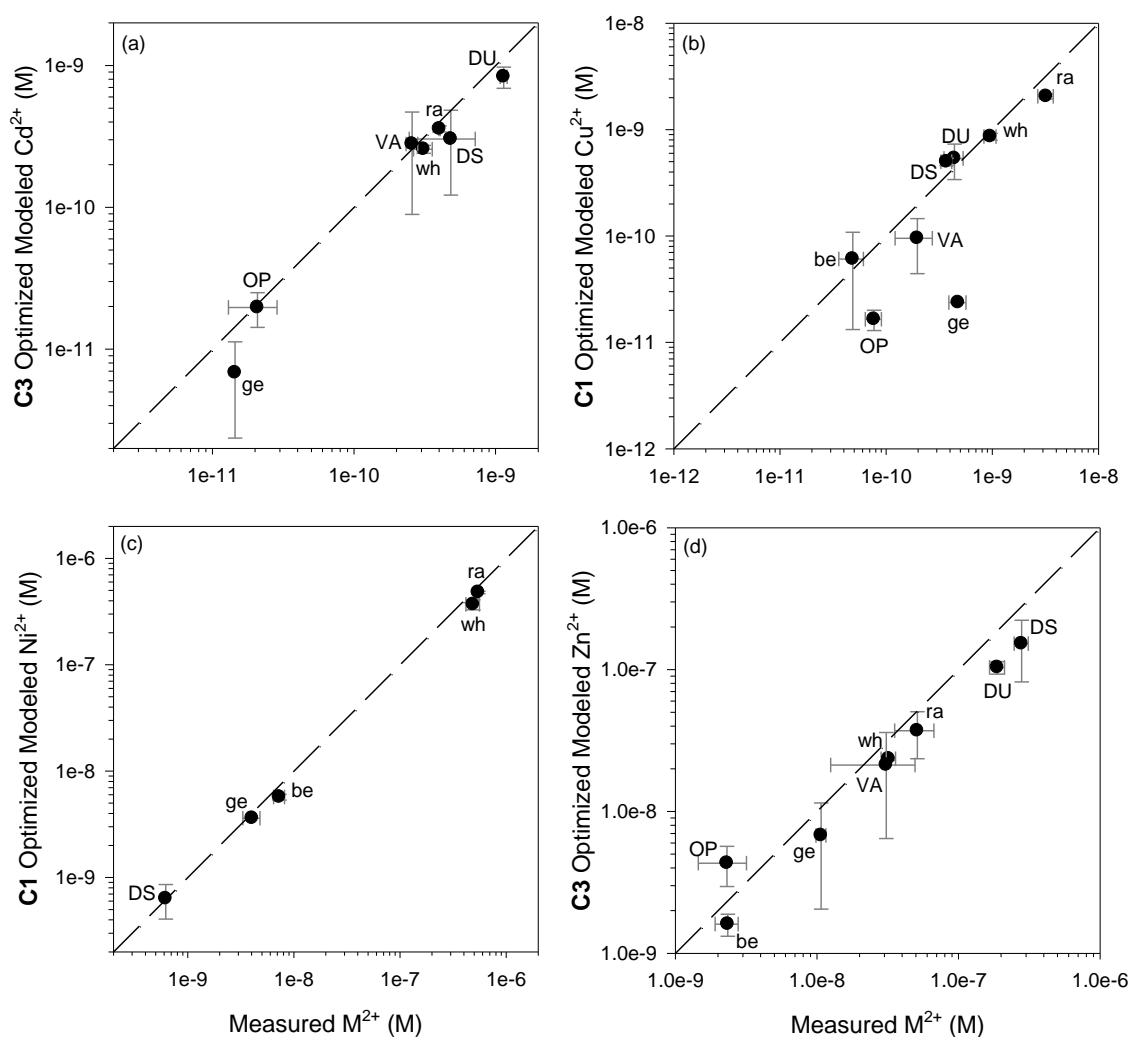 (a)
C3 Optimized Modeled Cd²⁺ (M)
1e-9
1e-10
1e-11
DU
ra
VA
wh
DS
OP
ge
1e-11 1e-10 1e-9
(b)
C1 Optimized Modeled Cu²⁺ (M)
1e-8
1e-9
1e-10
1e-11
1e-12
ra
DU
wh
DS
VA
be
ge
OP
1e-12 1e-11 1e-10 1e-9 1e-8
(c)
C1 Optimized Modeled Ni²⁺ (M)
1e-6
1e-7
1e-8
1e-9
ra
wh
ge
be
DS
1e-9 1e-8 1e-7 1e-6
Measured M²⁺ (M)
(d)
C3 Optimized Modeled Zn²⁺ (M)
1.0e-6
1.0e-7
1.0e-8
1.0e-9
DS
DU
ra
wh
VA
OP
ge
be
1.0e-9 1.0e-8 1.0e-7 1.0e-6
Measured M²⁺ (M)